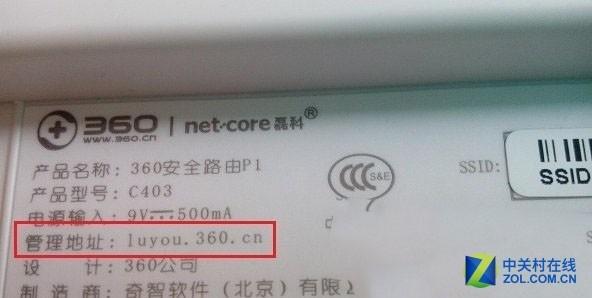 360 | net·core 磊科®
www.360.cn
产品名称：360安全路由P1
产品型号：C403
电源输入：9V⎓500mA
管理地址：luyou.360.cn
设 计：360公司
制 造 商：奇智软件（北京）有限
CCC S&E
SSID:
SSID
中关村在线
ZOL.COM.CN